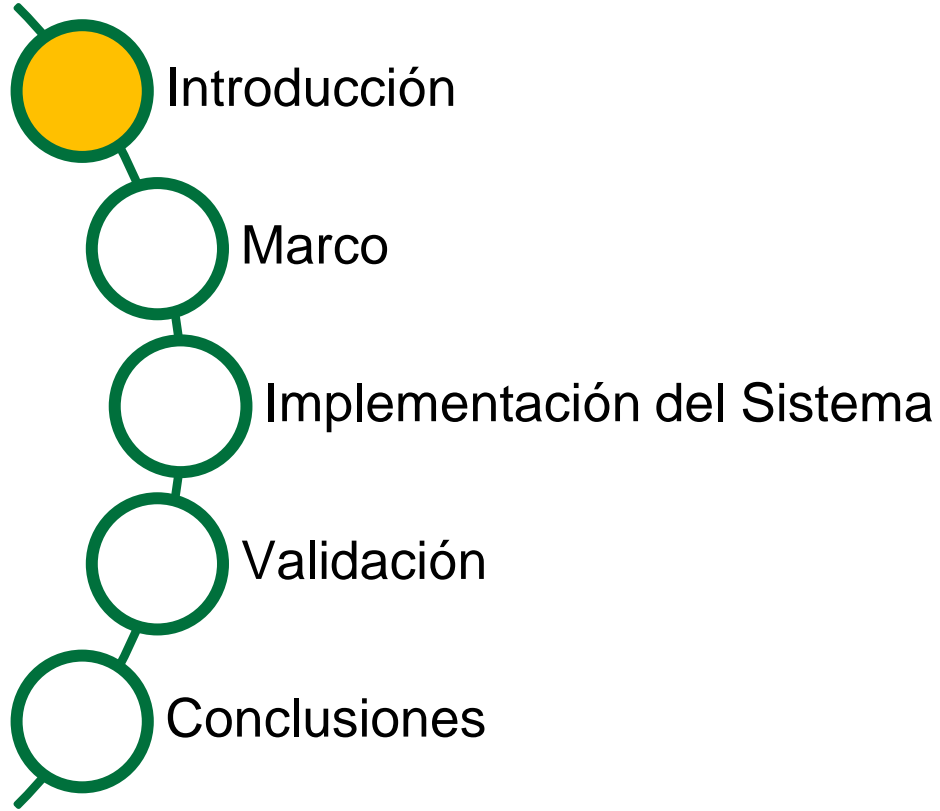 Introducción
Marco
Implementación del Sistema
Validación
Conclusiones